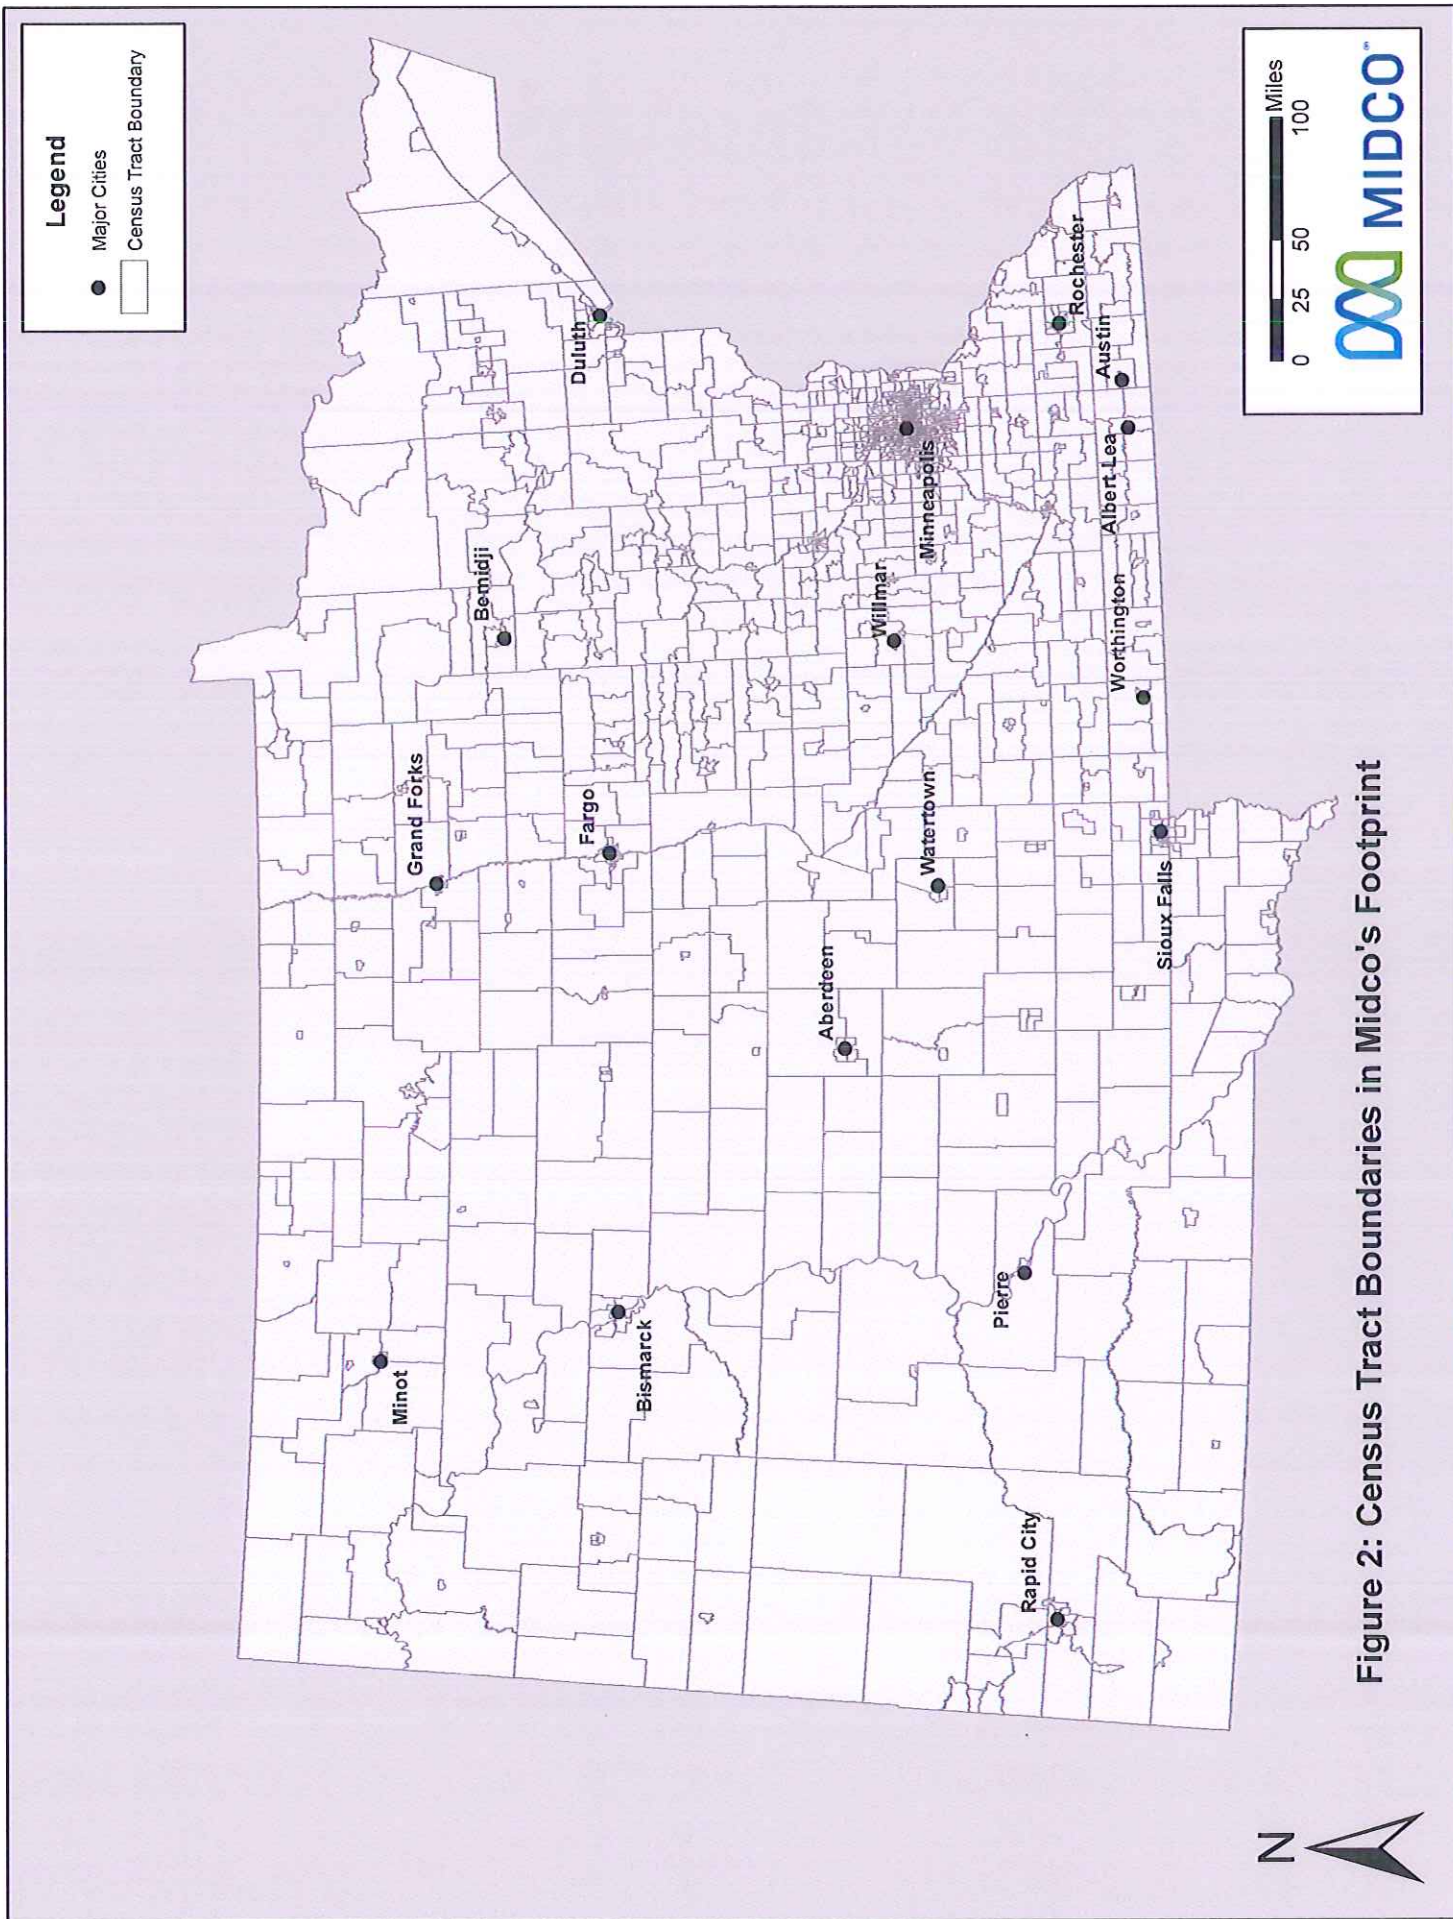 Legend
Major Cities
Census Tract Boundary
Minot
Grand Forks
Bemidji
Duluth
Bismarck
Fargo
Aberdeen
Watertown
Willmar
Minneapolis
Rapid City
Pierre
Sioux Falls
Worthington
Albert Lea
Austin
Rochester
0 25 50 100
Miles
MIDCO
N
Figure 2: Census Tract Boundaries in Midco's Footprint